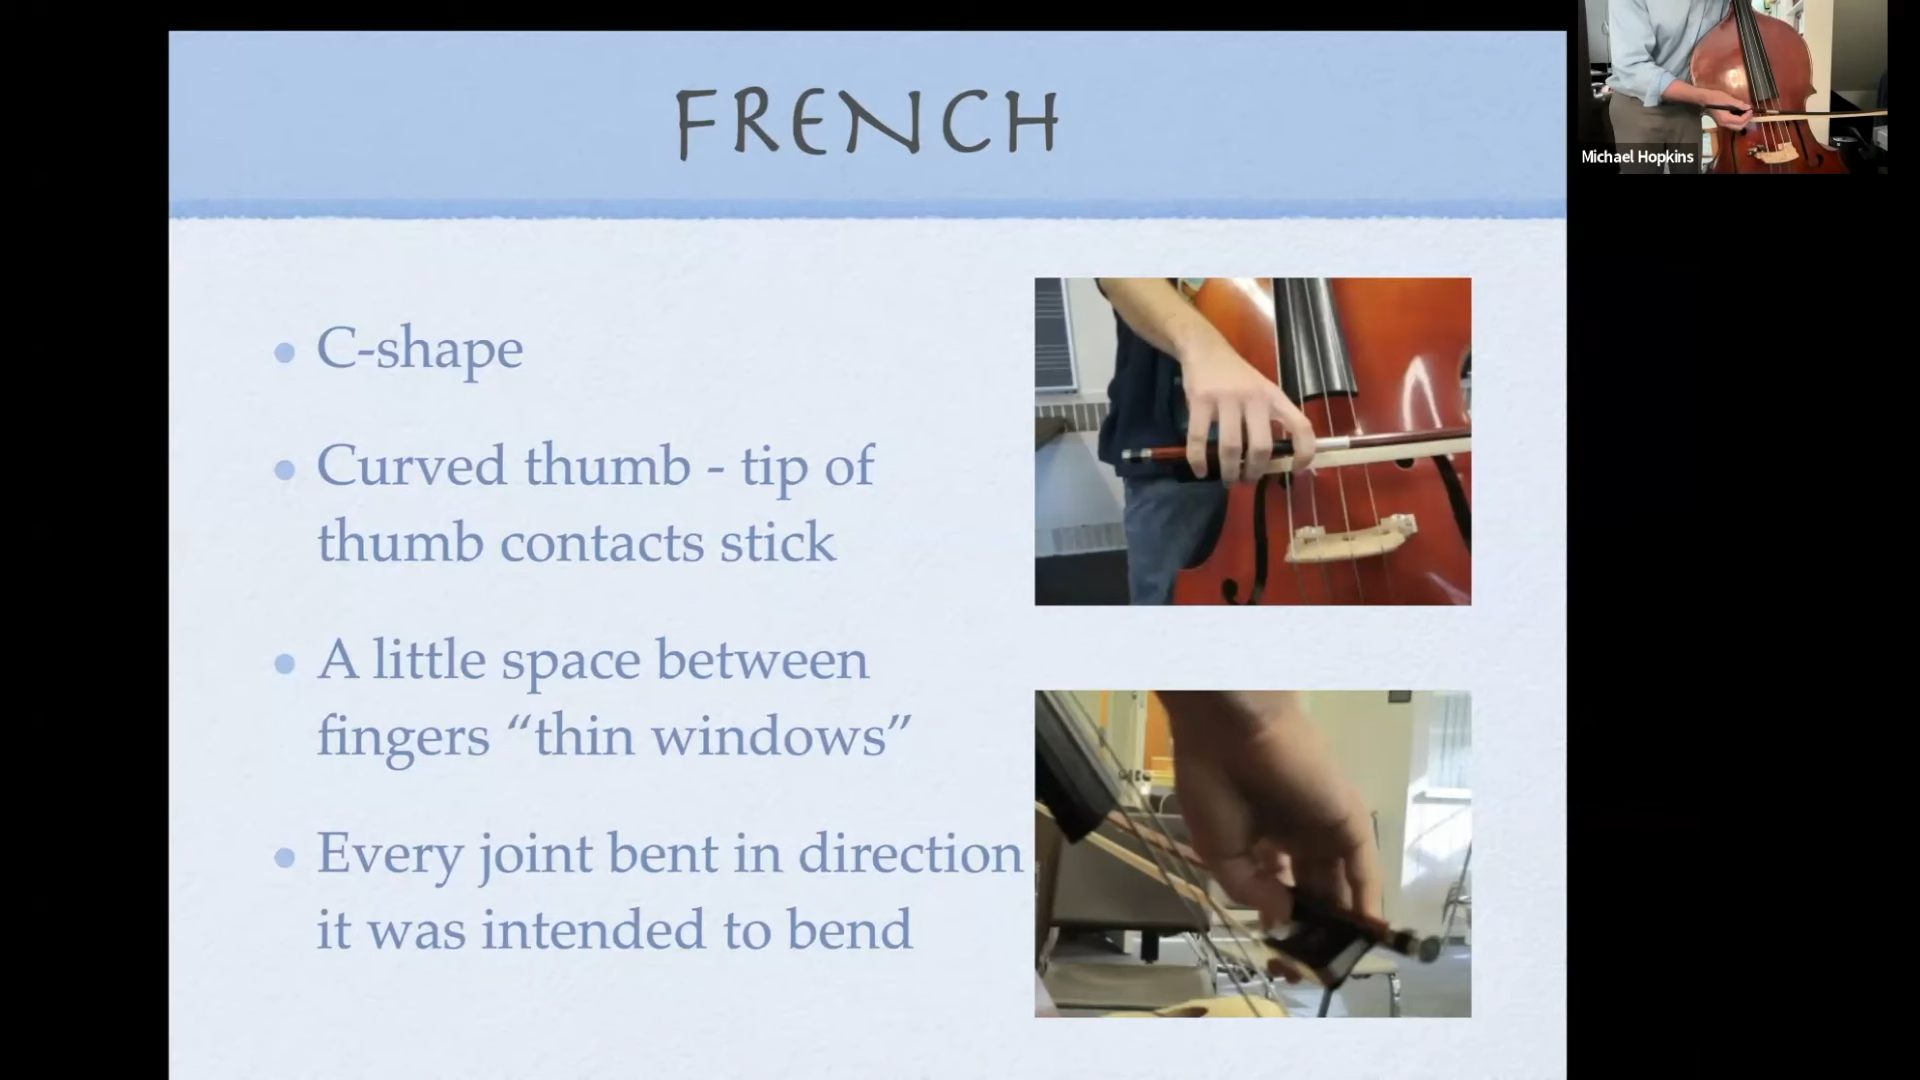 FRENCH
Michael Hopkins
• C-shape
• Curved thumb - tip of
thumb contacts stick
• A little space between
fingers “thin windows”
• Every joint bent in direction
it was intended to bend